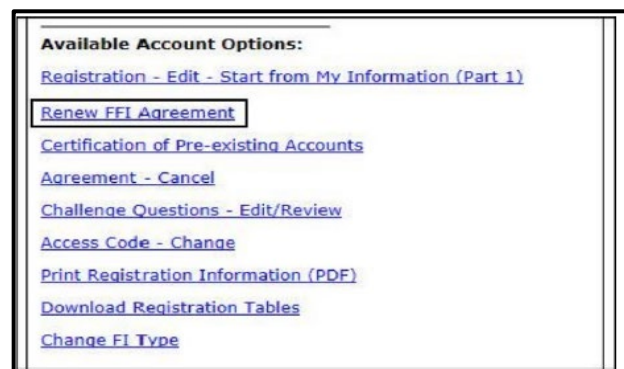 Available Account Options:
Registration - Edit - Start from My Information (Part 1)
Renew FFI Agreement
Certification of Pre-existing Accounts
Agreement - Cancel
Challenge Questions - Edit/Review
Access Code - Change
Print Registration Information (PDF)
Download Registration Tables
Change FI Type